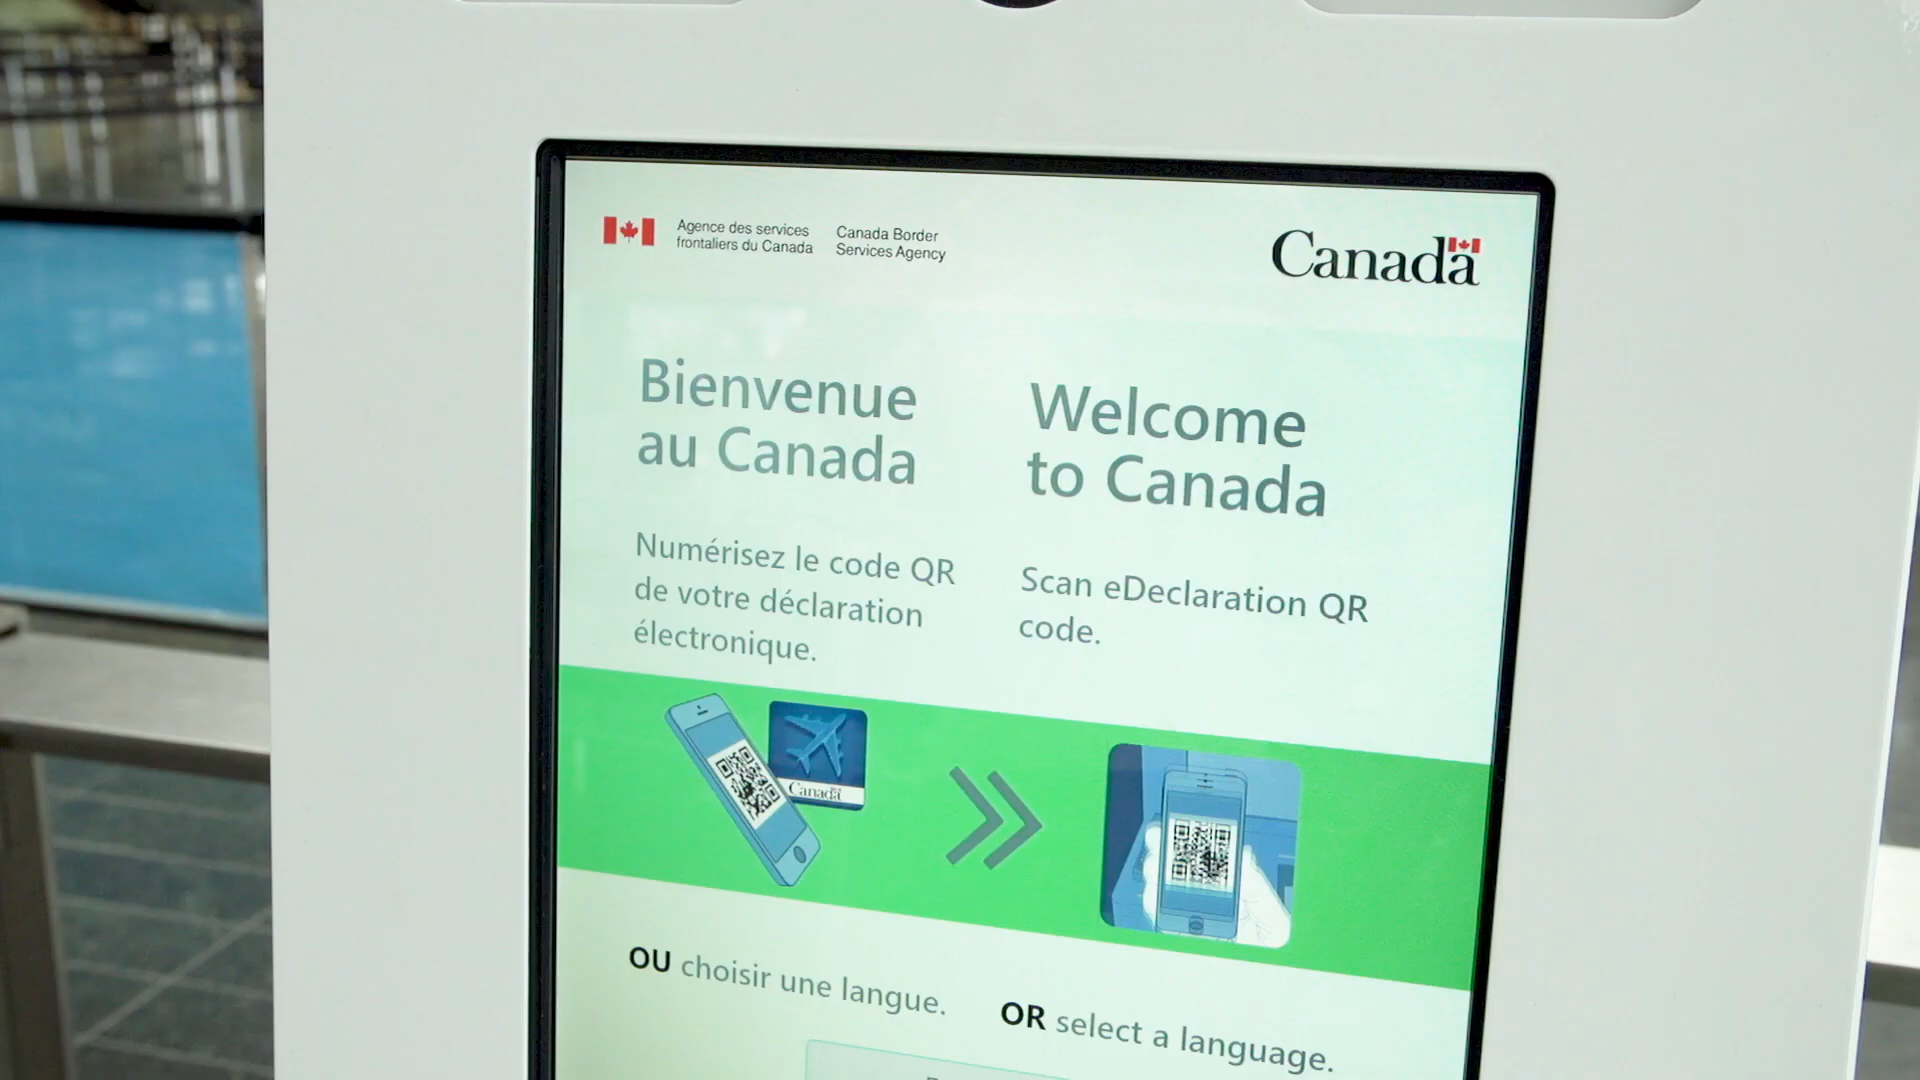 Agence des services
frontaliers du Canada
Canada Border
Services Agency
Canada
Bienvenue
au Canada
Welcome
to Canada
Numérisez le code QR
de votre déclaration
électronique.
Scan eDeclaration QR
code.
Canada
OU choisir une langue.
OR select a language.